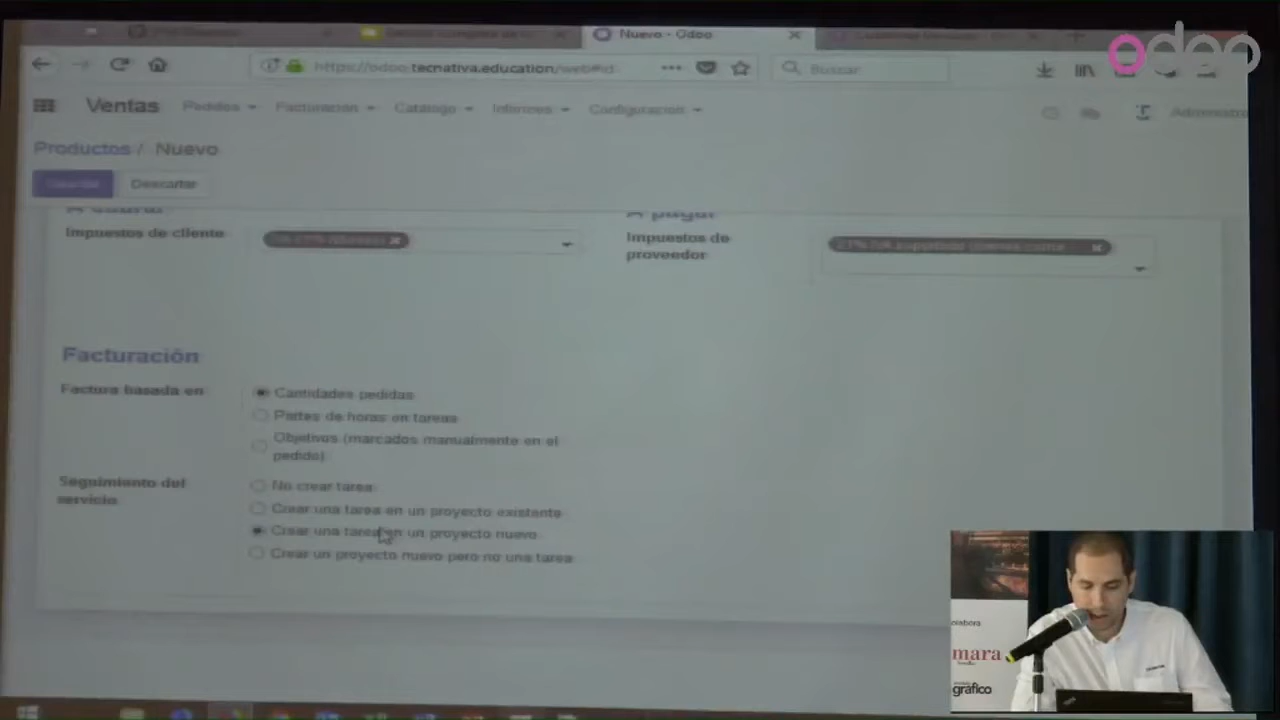 odoo
Nuevo - Odoo
https://odoo.tecnativa.education/web#id
Buscar
Ventas Pedidos Facturación Catálogo Informes Configuración
Productos / Nuevo
Descartar
A pagar
Impuestos de cliente
Impuestos de
proveedor
Facturación
Factura basada en
Cantidades pedidas
Partes de horas en tareas
Objetivos (marcados manualmente en el
pedido)
Seguimiento del
servicio
No crear tarea
Crear una tarea en un proyecto existente
Crear una tarea en un proyecto nuevo
Crear un proyecto nuevo pero no una tarea
colabora
mara
gráfico